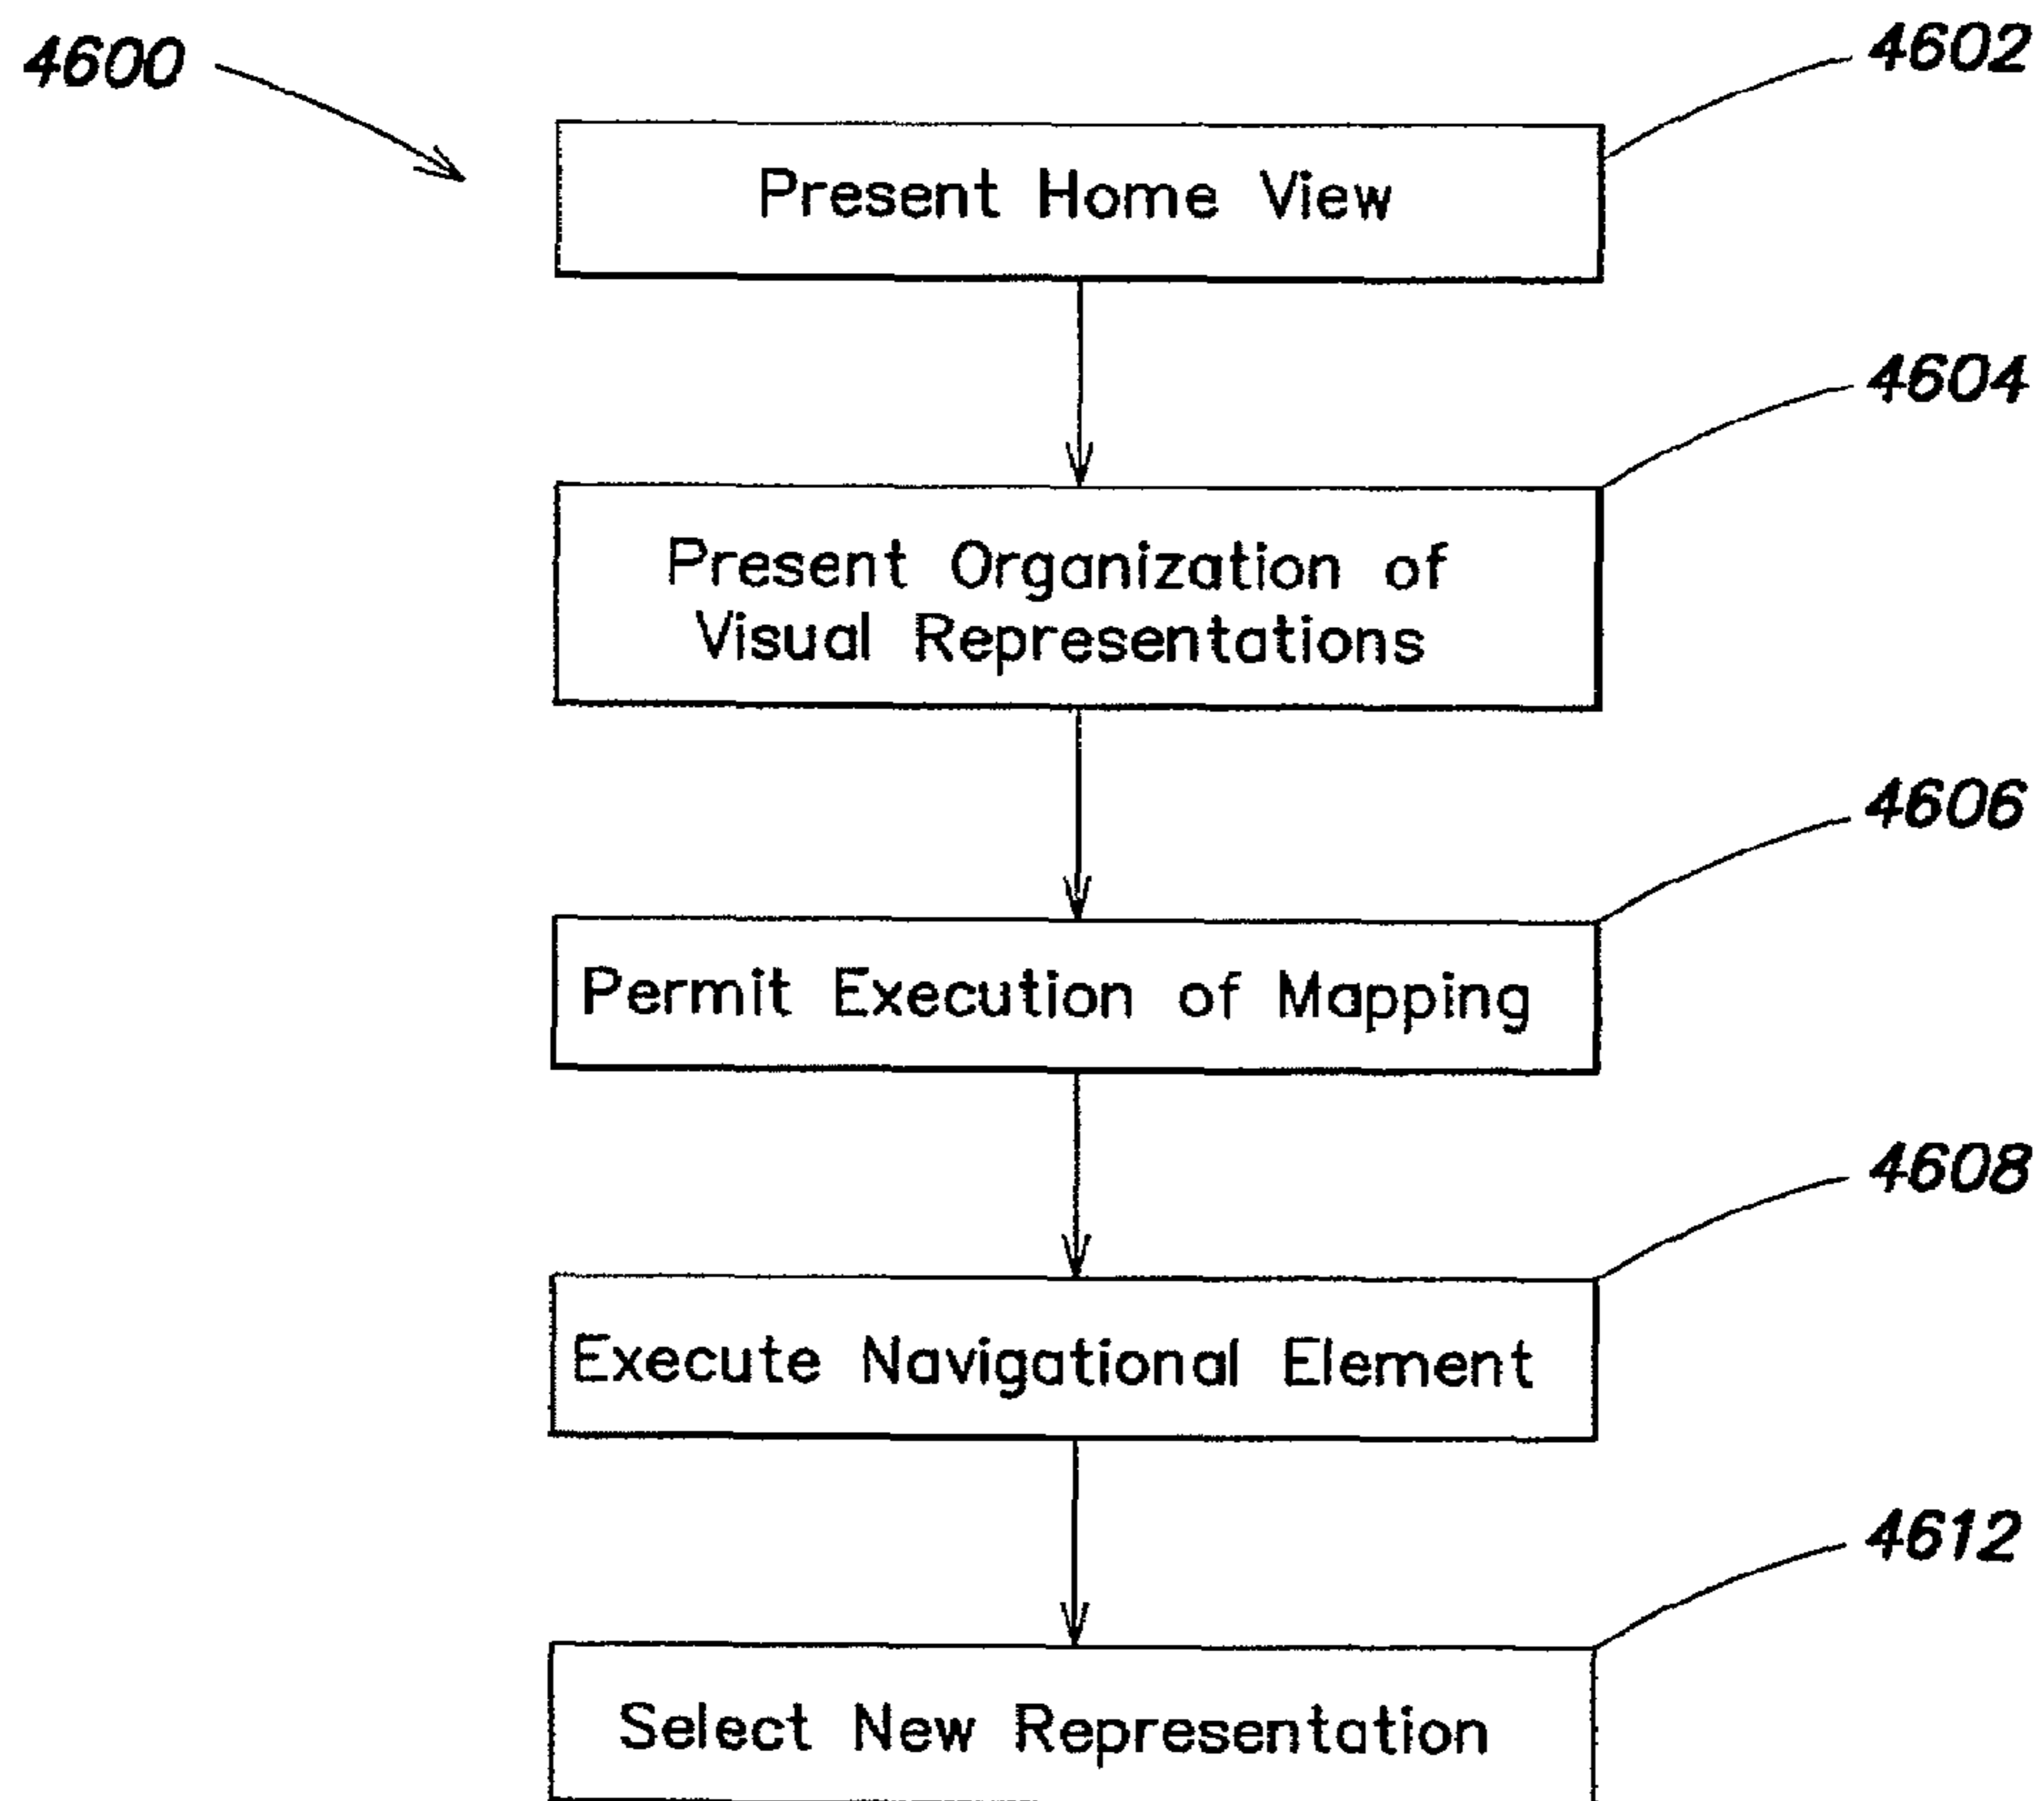 4600
4602
Present Home View
4604
Present Organization of
Visual Representations
4606
Permit Execution of Mapping
4608
Execute Navigational Element
4612
Select New Representation